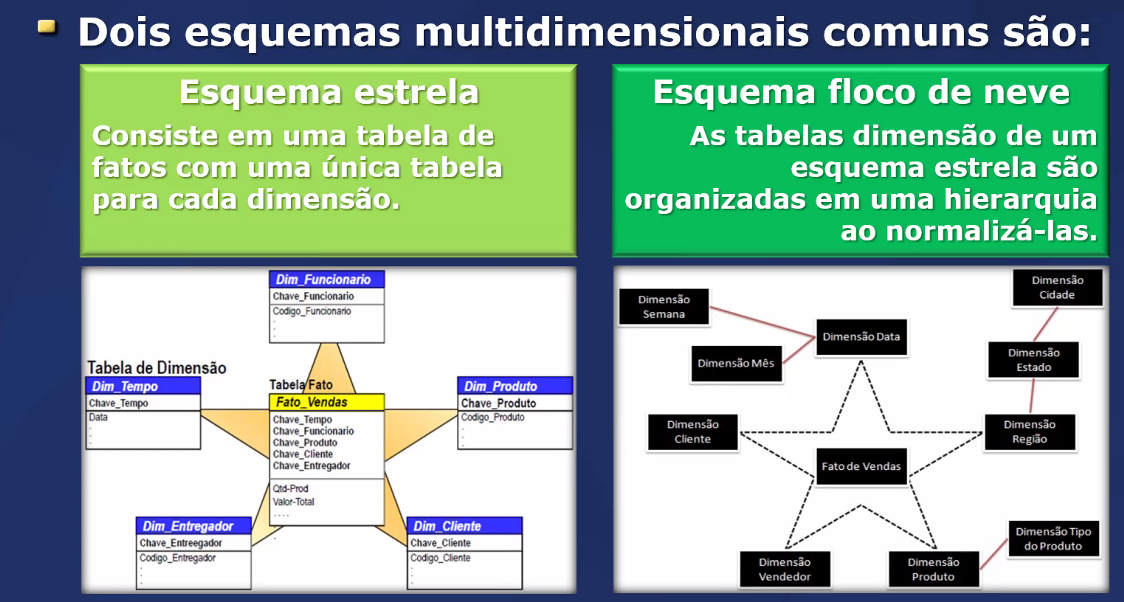 Dois esquemas multidimensionais comuns são:
Esquema estrela
Consiste em uma tabela de
fatos com uma única tabela
para cada dimensão.
Esquema floco de neve
As tabelas dimensão de um
esquema estrela são
organizadas em uma hierarquia
ao normalizá-las.
Dim_Funcionario
Chave_Funcionario
Codigo_Funcionario
.
.
.
Tabela de Dimensão
Dim_Tempo
Chave_Tempo
Data
.
.
.
Tabela Fato
Fato_Vendas
Chave_Tempo
Chave_Funcionario
Chave_Produto
Chave_Cliente
Chave_Entregador
Qtd-Prod
Valor-Total
....
Dim_Produto
Chave_Produto
Codigo_Produto
.
.
.
Dim_Entregador
Chave_Entreegador
Codigo_Entregador
.
.
.
Dim_Cliente
Chave_Cliente
Codigo_Cliente
.
.
.
Dimensão
Semana
Dimensão Mês
Dimensão Data
Dimensão
Cidade
Dimensão
Estado
Dimensão
Região
Dimensão
Cliente
Fato de Vendas
Dimensão
Vendedor
Dimensão
Produto
Dimensão Tipo
do Produto